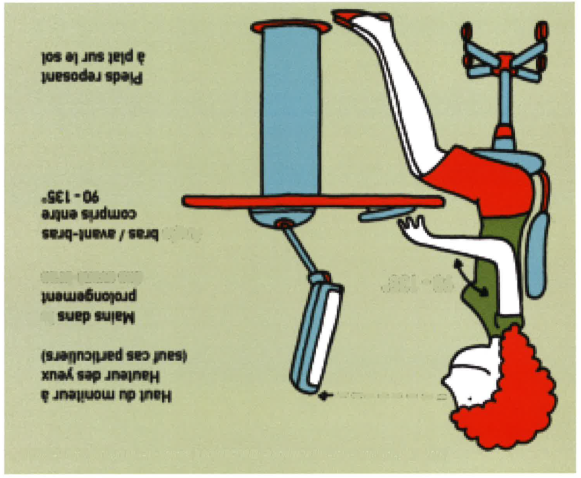 Haut du moniteur à
Hauteur des yeux
(sauf cas particuliers)
Mains dans
prolongement
bras / avant-bras
compris entre
90 - 135°
Pieds reposant
à plat sur le sol